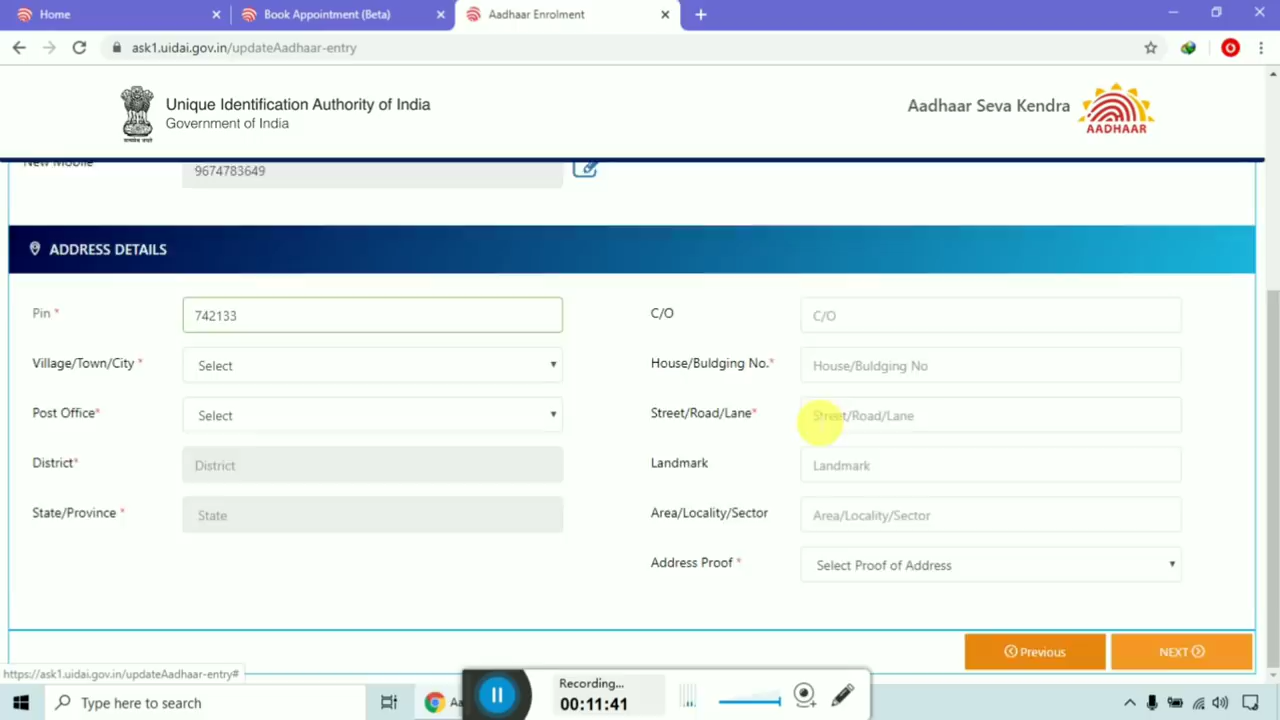 Home
Book Appointment (Beta)
Aadhaar Enrolment
ask1.uidai.gov.in/updateAadhaar-entry
Unique Identification Authority of India
Government of India
Aadhaar Seva Kendra
AADHAAR
New Mobile
9674783649
ADDRESS DETAILS
Pin *
742133
C/O
C/O
Village/Town/City *
Select
House/Buldging No.*
House/Buldging No
Post Office*
Select
Street/Road/Lane*
Street/Road/Lane
District*
District
Landmark
Landmark
State/Province *
State
Area/Locality/Sector
Area/Locality/Sector
Address Proof *
Select Proof of Address
Previous
NEXT
https://ask1.uidai.gov.in/updateAadhaar-entry#
Type here to search
Aa
Recording...
00:11:41